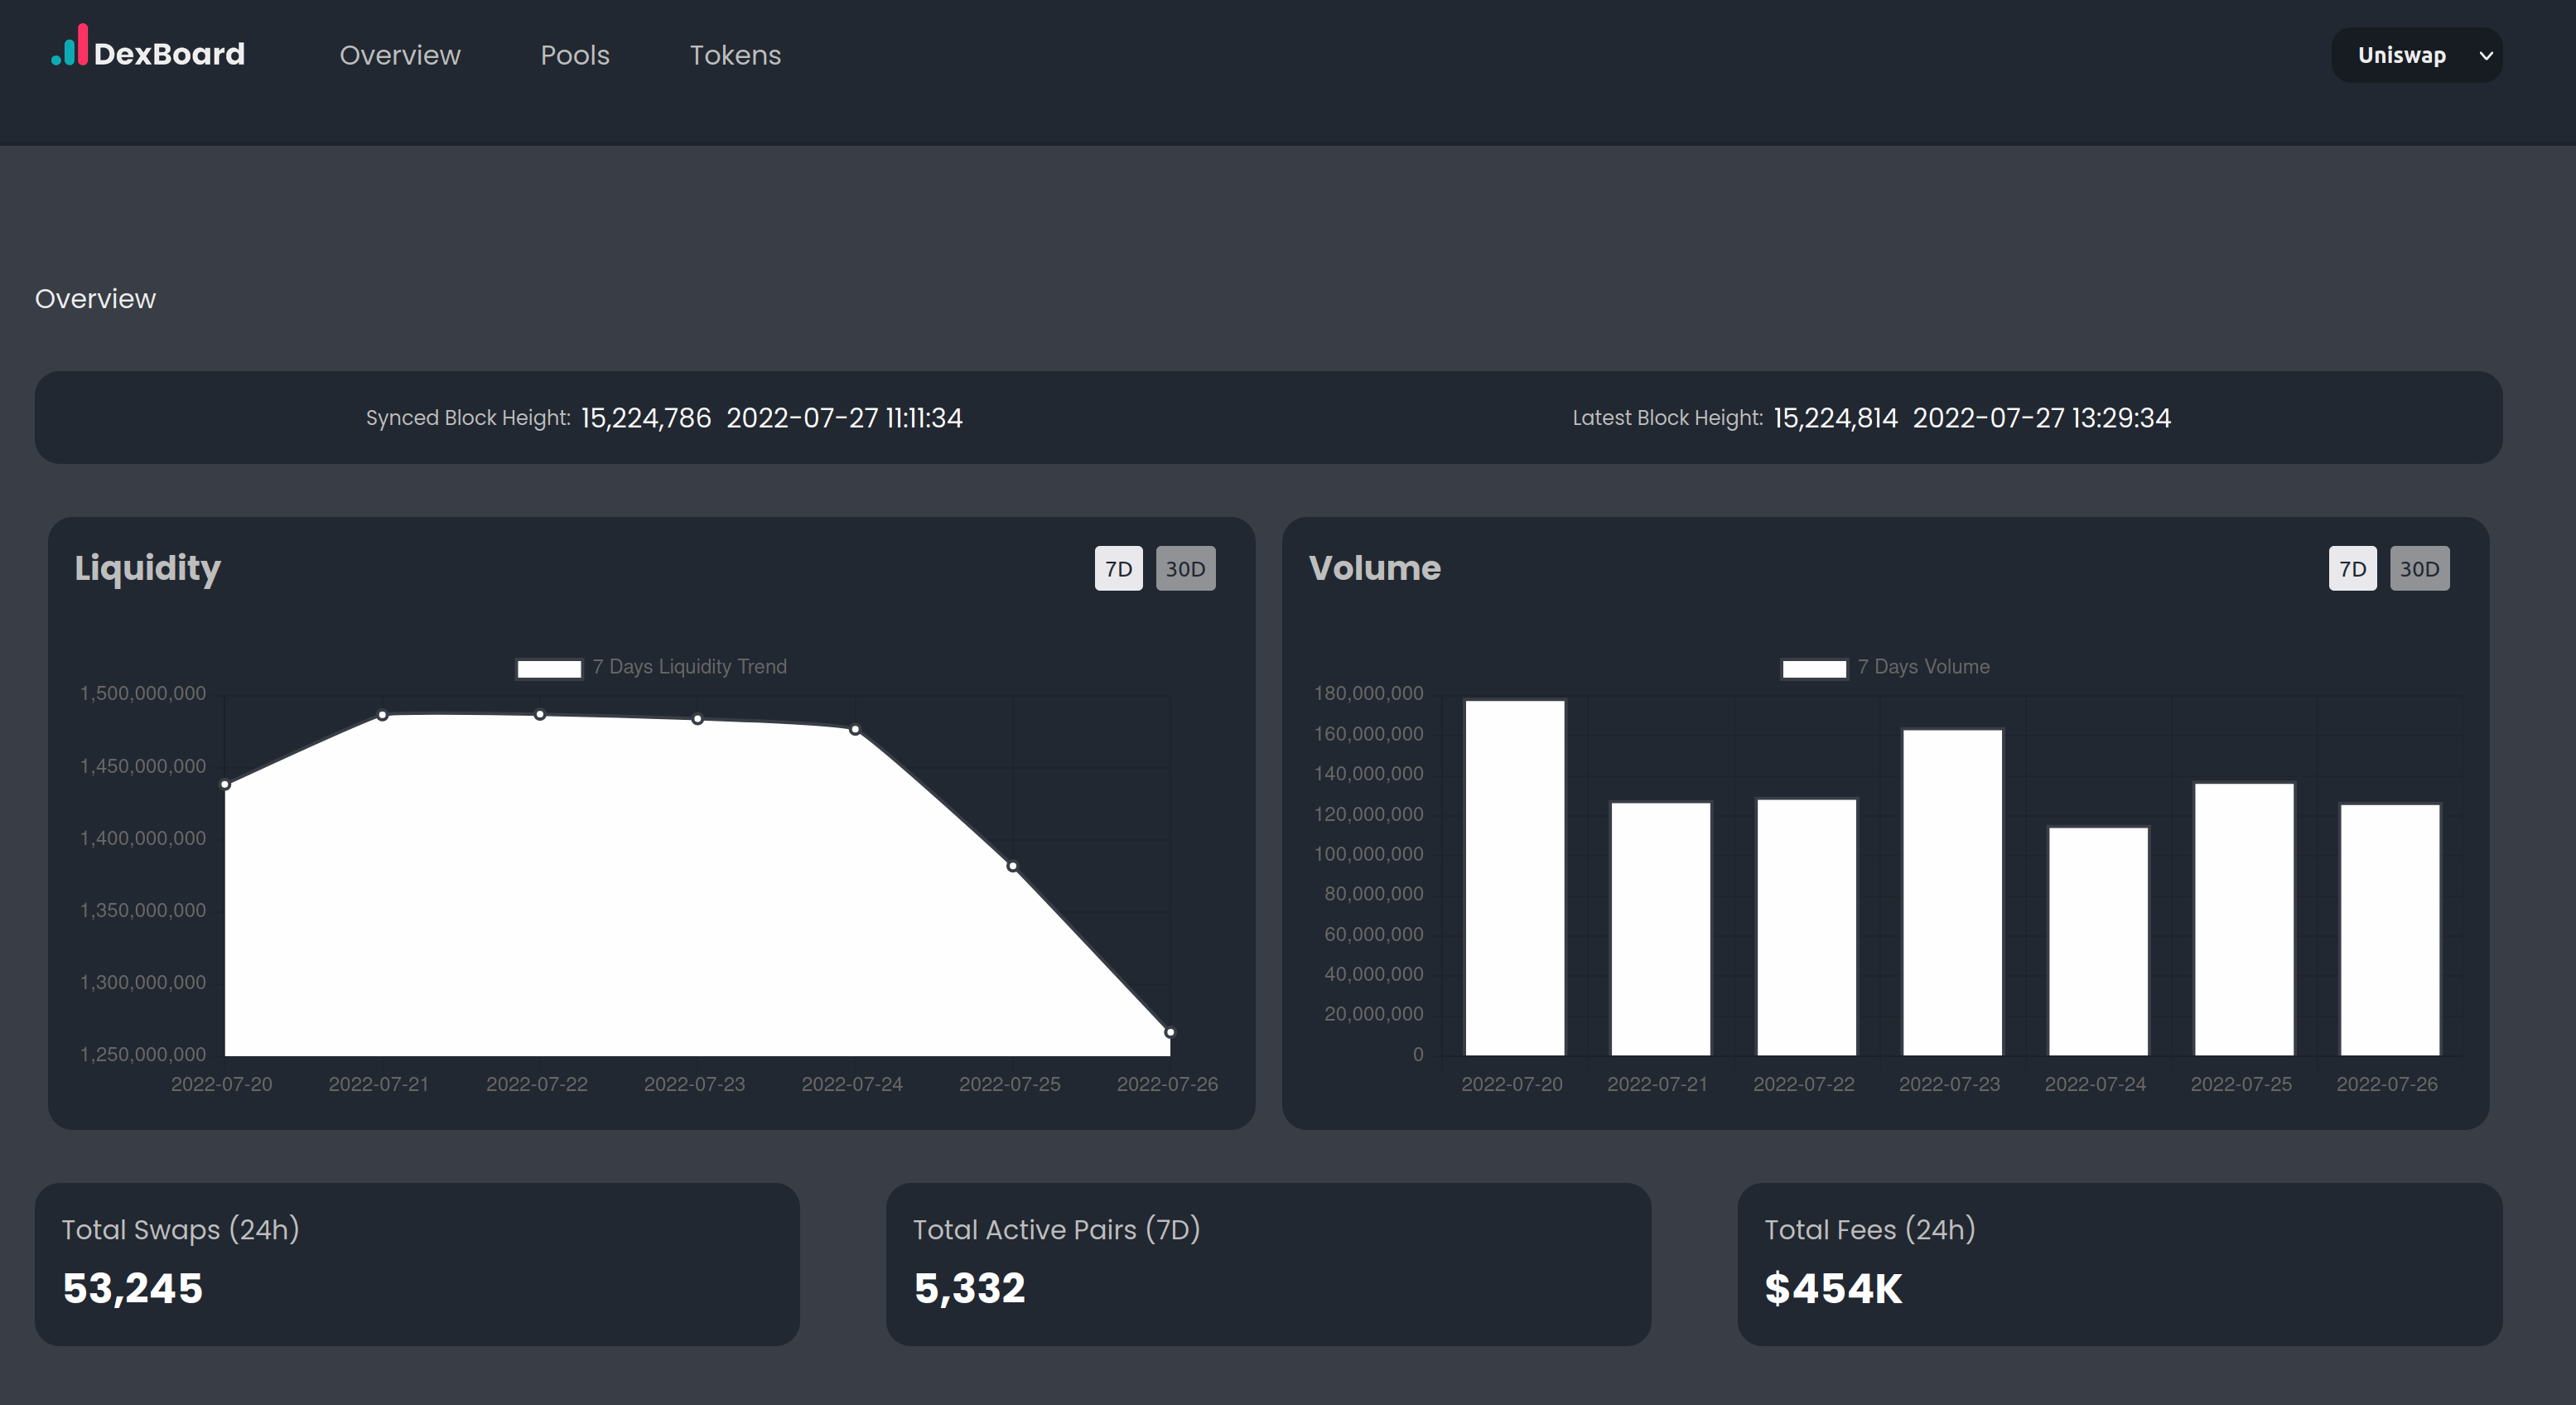 DexBoard Overview Pools Tokens Uniswap
Overview
Synced Block Height: 15,224,786 2022-07-27 11:11:34 Latest Block Height: 15,224,814 2022-07-27 13:29:34
Liquidity 7D 30D
7 Days Liquidity Trend
1,500,000,000
1,450,000,000
1,400,000,000
1,350,000,000
1,300,000,000
1,250,000,000
2022-07-20 2022-07-21 2022-07-22 2022-07-23 2022-07-24 2022-07-25 2022-07-26
Volume 7D 30D
7 Days Volume
180,000,000
160,000,000
140,000,000
120,000,000
100,000,000
80,000,000
60,000,000
40,000,000
20,000,000
0
2022-07-20 2022-07-21 2022-07-22 2022-07-23 2022-07-24 2022-07-25 2022-07-26
Total Swaps (24h)
53,245
Total Active Pairs (7D)
5,332
Total Fees (24h)
$454K